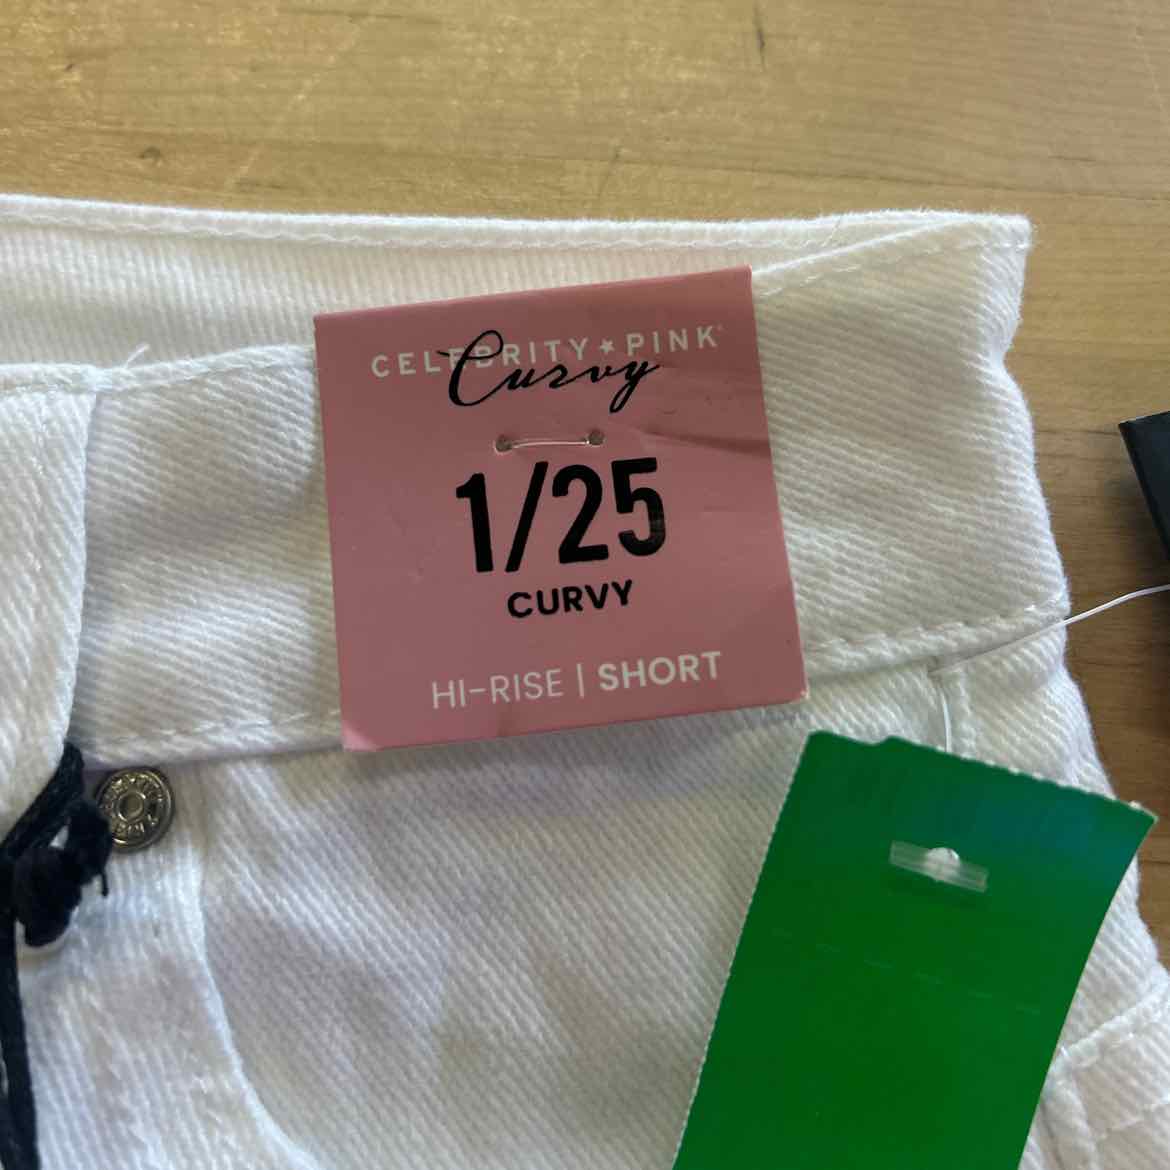 CELEBRITY★PINK
Curvy
1/25
CURVY
HI-RISE | SHORT